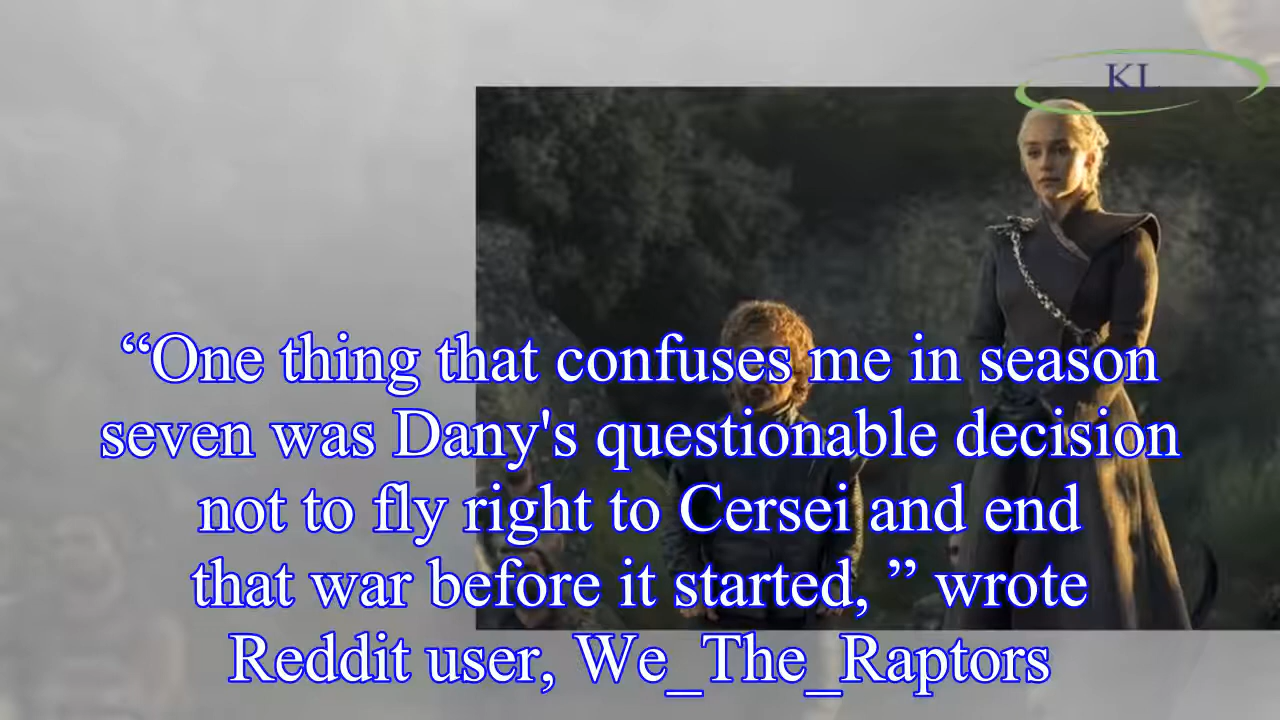 KL
“One thing that confuses me in season
seven was Dany's questionable decision
not to fly right to Cersei and end
that war before it started, ” wrote
Reddit user, We_The_Raptors